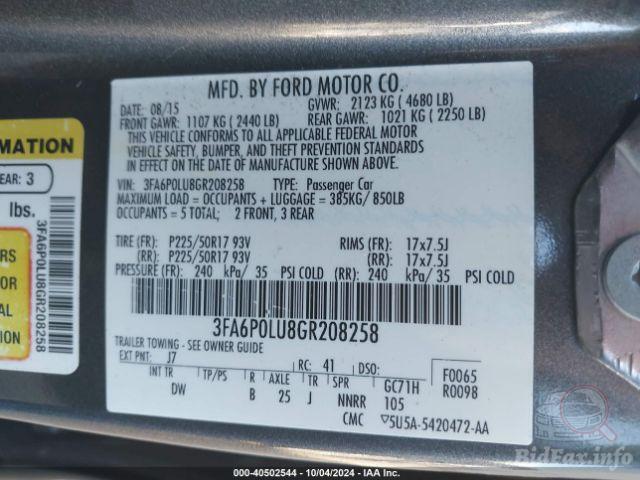 MFD. BY FORD MOTOR CO.
DATE: 08/15 GVWR: 2123 KG ( 4680 LB)
FRONT GAWR: 1107 KG ( 2440 LB) REAR GAWR: 1021 KG ( 2250 LB)
THIS VEHICLE CONFORMS TO ALL APPLICABLE FEDERAL MOTOR
VEHICLE SAFETY, BUMPER, AND THEFT PREVENTION STANDARDS
IN EFFECT ON THE DATE OF MANUFACTURE SHOWN ABOVE.
VIN: 3FA6P0LU8GR208258 TYPE: Passenger Car
MAXIMUM LOAD = OCCUPANTS + LUGGAGE = 385KG/ 850LB
OCCUPANTS = 5 TOTAL; 2 FRONT, 3 REAR
TIRE (FR): P225/50R17 93V RIMS (FR): 17x7.5J
(RR): P225/50R17 93V (RR): 17x7.5J
PRESSURE (FR): 240 kPa/ 35 PSI COLD (RR): 240 kPa/ 35 PSI COLD
3FA6P0LU8GR208258
TRAILER TOWING - SEE OWNER GUIDE
EXT PNT: J7 RC: 41 DSO: F0065
INT TR TP/PS R AXLE TR SPR GC71H R0098
DW B 25 J NNRR 105
CMC ▽5U5A-5420472-AA
MATION
EAR: 3
lbs.
ERS
OR
AL
ION
3FA6P0LU8GR208258
BidFax.info
000-40502544 - 10/04/2024 - IAA Inc.